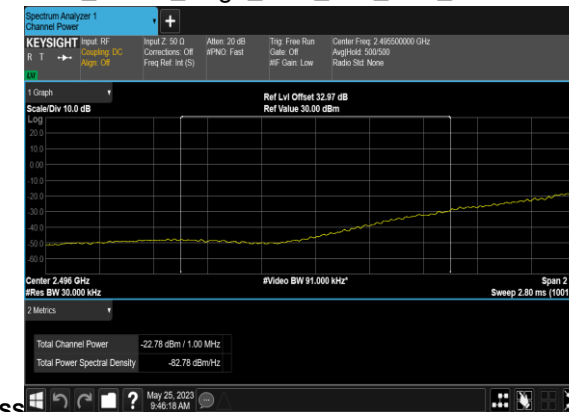 Spectrum Analyzer 1
Channel Power
+
KEYSIGHT Input: RF Input Z: 50 Ω Atten: 20 dB Trig: Free Run Center Freq: 2.495500000 GHz
R T Coupling: DC Corrections: Off #PNO: Fast Gate: Off Avg|Hold: 500/500
Align: Off Freq Ref: Int (S) #IF Gain: Low Radio Std: None
LW
1 Graph
Ref Lvl Offset 32.97 dB
Scale/Div 10.0 dB Ref Value 30.00 dBm
Log
20.0
10.0
0.00
-10.0
-20.0
-30.0
-40.0
-50.0
-60.0
Center 2.496 GHz #Video BW 91.000 kHz* Span 2
#Res BW 30.000 kHz Sweep 2.80 ms (1001
2 Metrics
Total Channel Power -22.78 dBm / 1.00 MHz
Total Power Spectral Density -82.78 dBm/Hz
ss
? May 25, 2023
9:46:18 AM